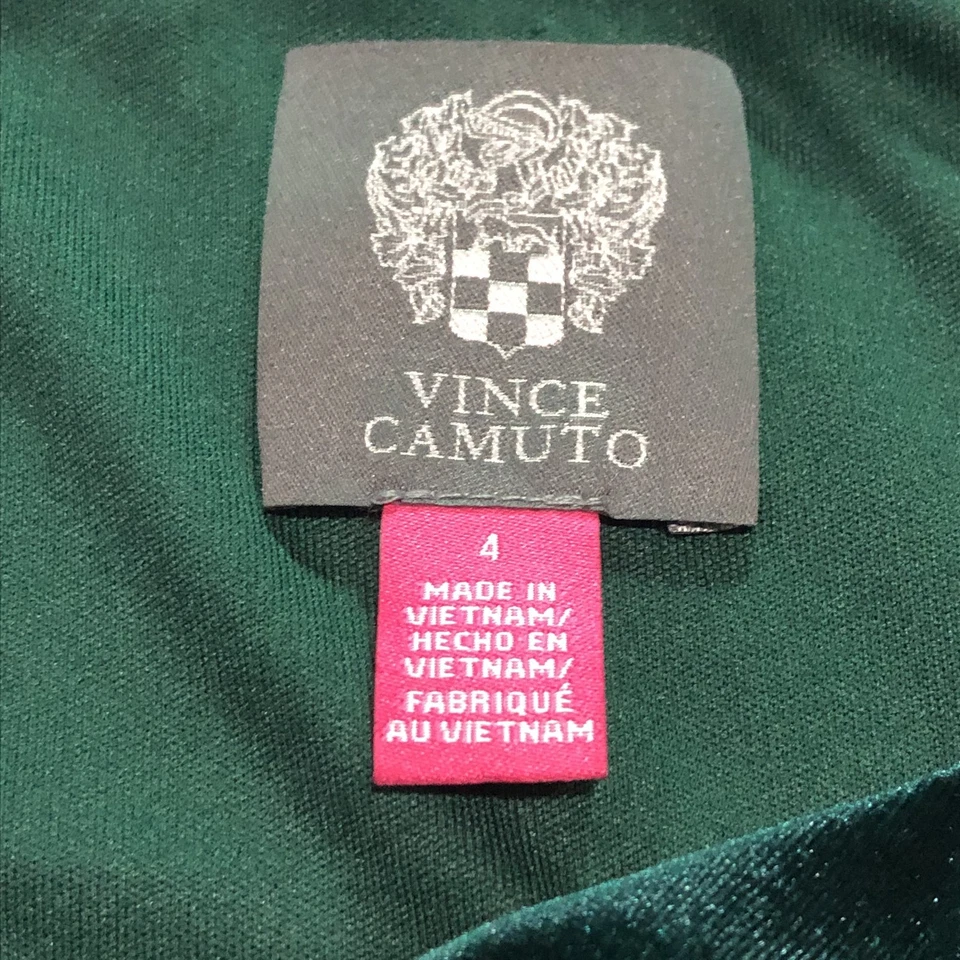 VINCE
CAMUTO
4
MADE IN
VIETNAM/
HECHO EN
VIETNAM/
FABRIQUÉ
AU VIETNAM